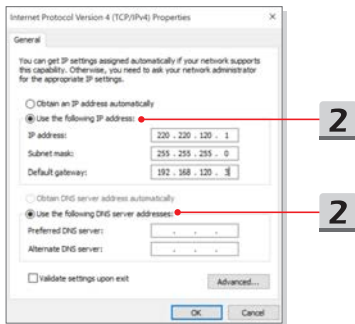 Internet Protocol Version 4 (TCP/IPv4) Properties
General
You can get IP settings assigned automatically if your network supports
this capability. Otherwise, you need to ask your network administrator
for the appropriate IP settings.
Obtain an IP address automatically
Use the following IP address:
2
IP address: 220 . 220 . 120 . 1
Subnet mask: 255 . 255 . 255 . 0
Default gateway: 192 . 168 . 120 . 3
Obtain DNS server address automatically
Use the following DNS server addresses:
2
Preferred DNS server: . . .
Alternate DNS server: . . .
Validate settings upon exit
Advanced...
OK Cancel